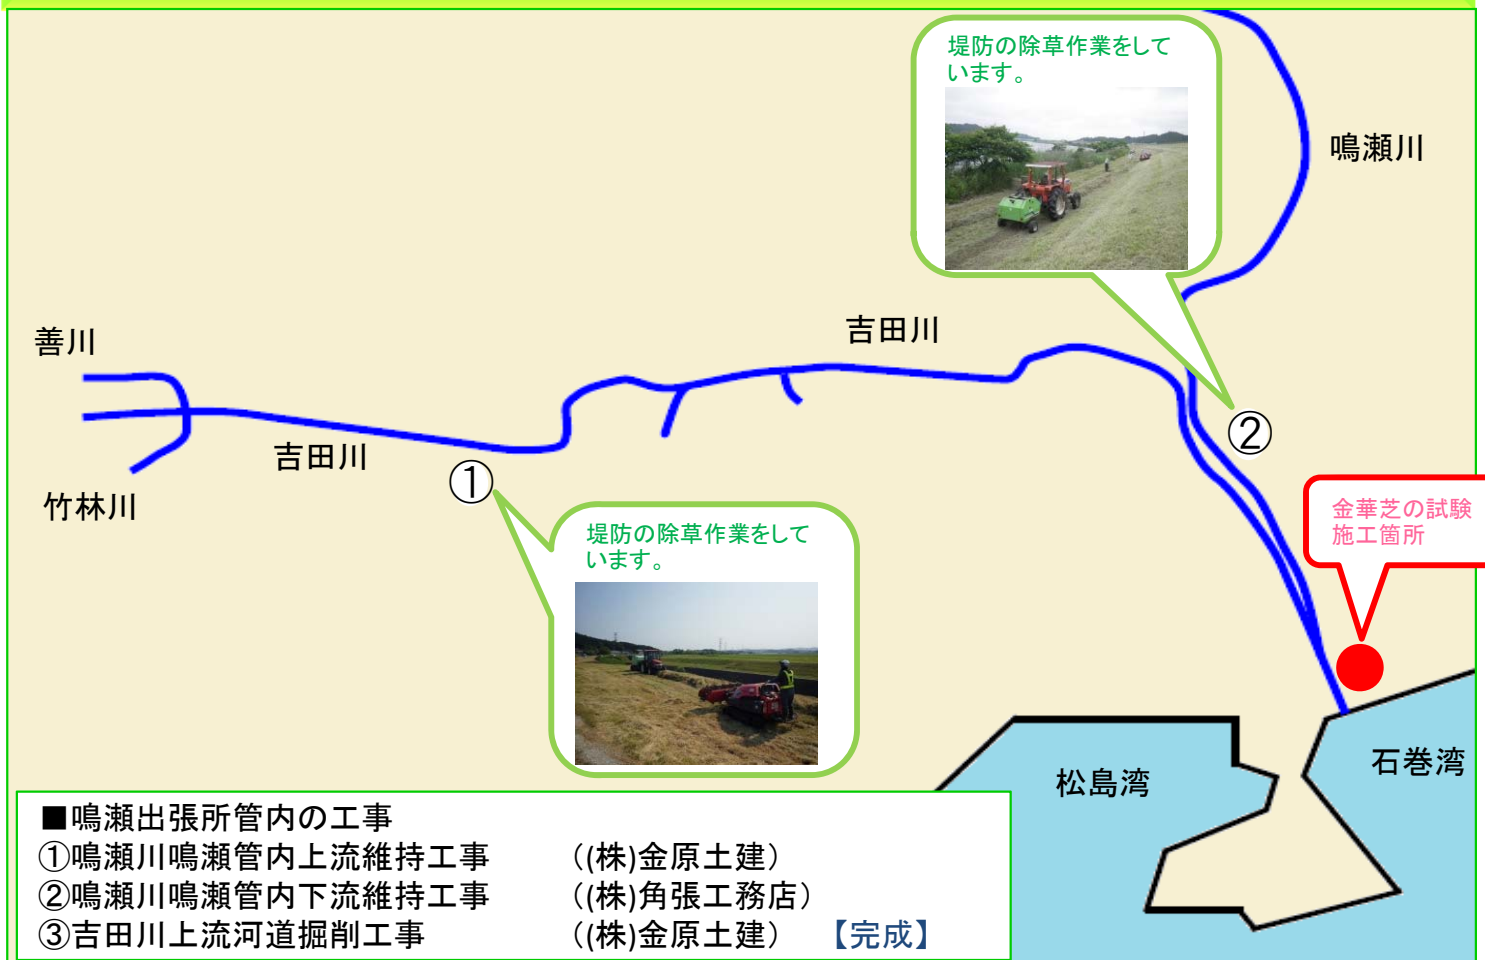 堤防の除草作業をして
います。
鳴瀬川
善川
吉田川
②
吉田川
①
竹林川
金華芝の試験
施工箇所
堤防の除草作業をして
います。
石巻湾
松島湾
■鳴瀬出張所管内の工事
①鳴瀬川鳴瀬管内上流維持工事 （(株)金原土建）
②鳴瀬川鳴瀬管内下流維持工事 （(株)角張工務店）
③吉田川上流河道掘削工事 （(株)金原土建） 【完成】